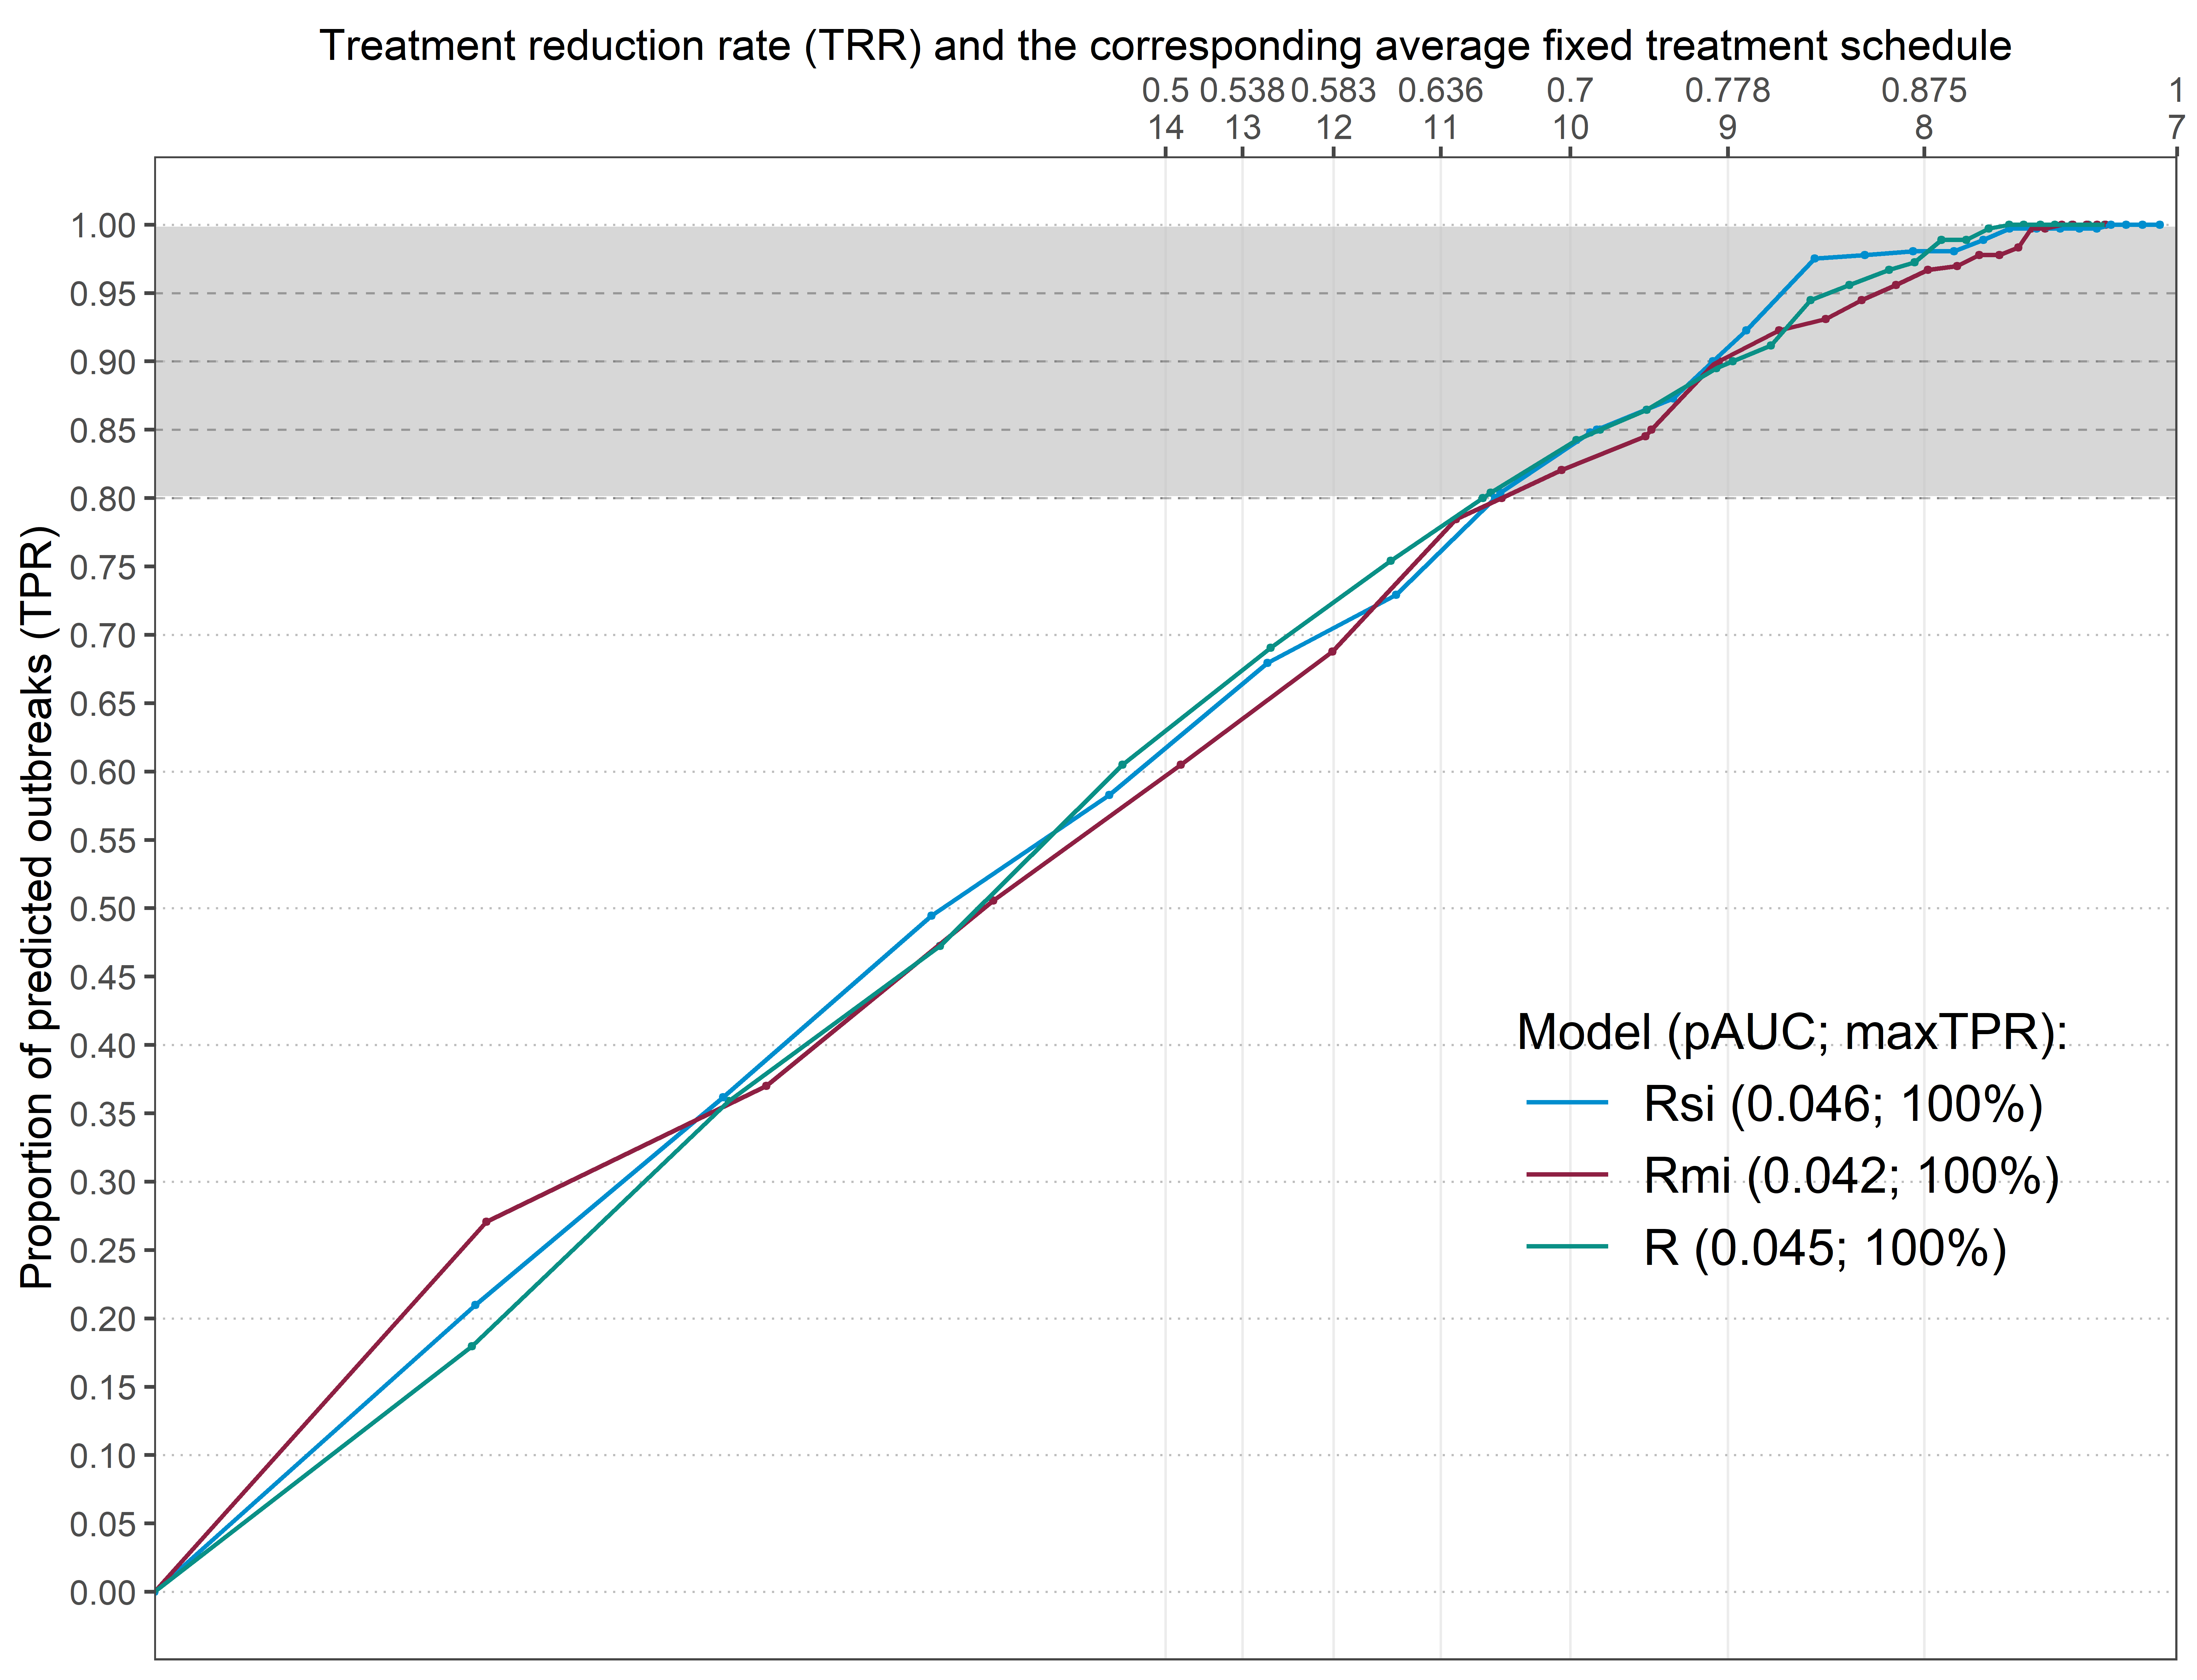 Treatment reduction rate (TRR) and the corresponding average fixed treatment schedule
0.5 0.538 0.583 0.636 0.7 0.778 0.875 1
14 13 12 11 10 9 8 7
Proportion of predicted outbreaks (TPR)
1.00
0.95
0.90
0.85
0.80
0.75
0.70
0.65
0.60
0.55
0.50
0.45
0.40
0.35
0.30
0.25
0.20
0.15
0.10
0.05
0.00
Model (pAUC; maxTPR):
Rsi (0.046; 100%)
Rmi (0.042; 100%)
R (0.045; 100%)